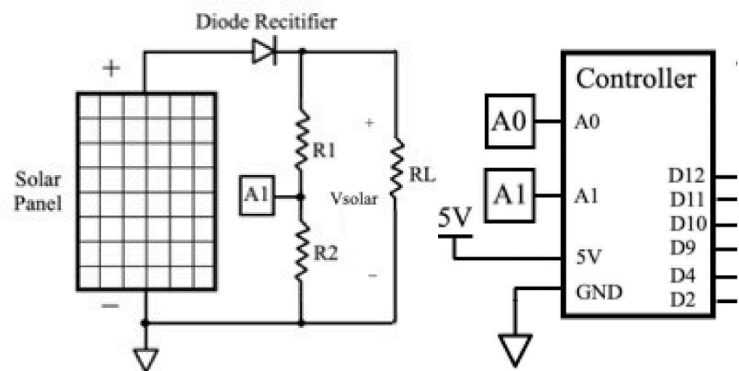 Diode Recitifier
+
Solar
Panel
−
A1
R1
R2
+
Vsolar
−
RL
Controller
A0
A0
A1
A1
5V
5V
GND
D12
D11
D10
D9
D4
D2